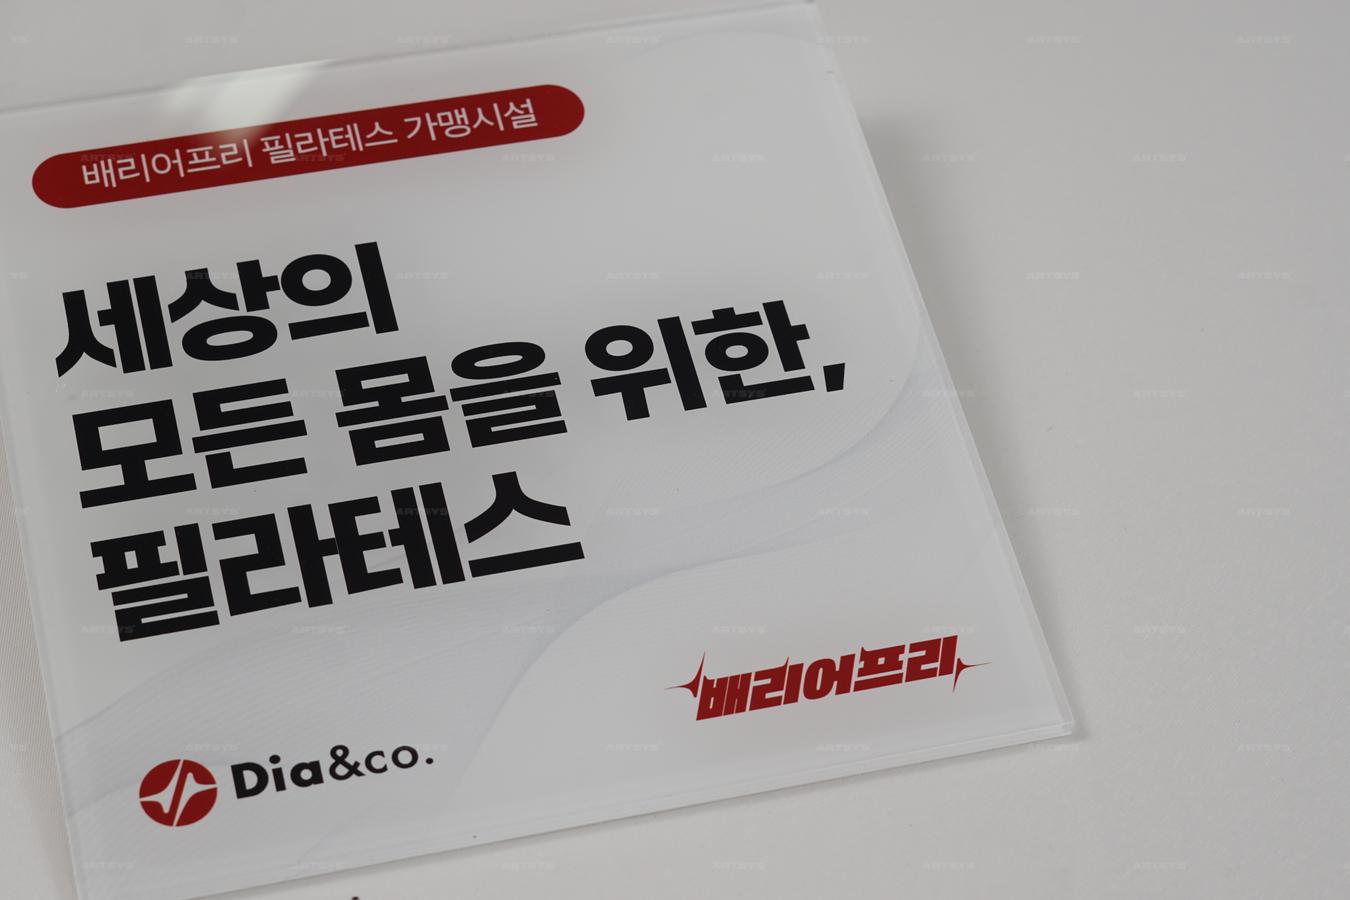 배리어프리 필라테스 가맹시설
세상의
모든 몸을 위한,
필라테스
배리어프리
Dia&co.
ARTSYS